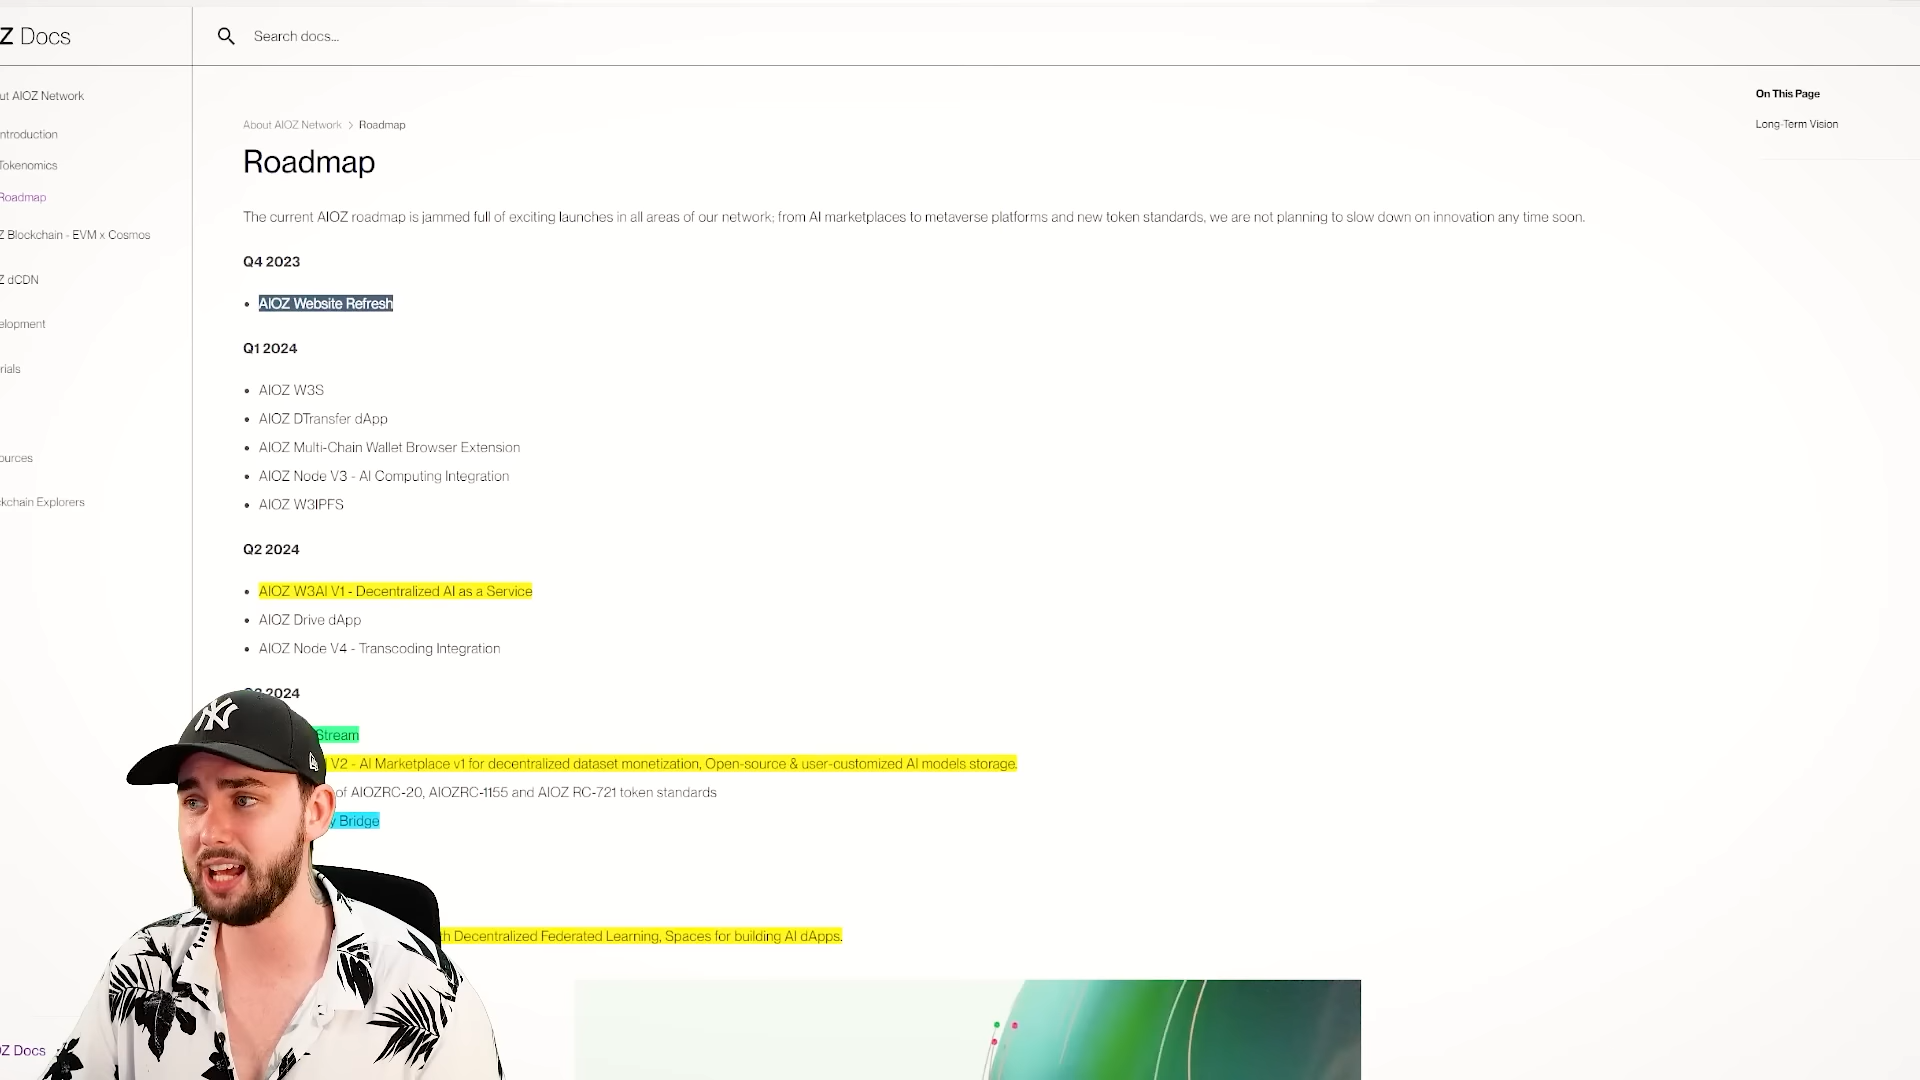 Z Docs
Search docs...
ut AIOZ Network
ntroduction
Tokenomics
Roadmap
Z Blockchain - EVM x Cosmos
Z dCDN
elopment
rials
ources
kchain Explorers
Z Docs
About AIOZ Network > Roadmap
Roadmap
The current AIOZ roadmap is jammed full of exciting launches in all areas of our network; from AI marketplaces to metaverse platforms and new token standards, we are not planning to slow down on innovation any time soon.
Q4 2023
• AIOZ Website Refresh
Q1 2024
• AIOZ W3S
• AIOZ DTransfer dApp
• AIOZ Multi-Chain Wallet Browser Extension
• AIOZ Node V3 - AI Computing Integration
• AIOZ W3IPFS
Q2 2024
• AIOZ W3AI V1 - Decentralized AI as a Service
• AIOZ Drive dApp
• AIOZ Node V4 - Transcoding Integration
2024
Stream
V2 - AI Marketplace v1 for decentralized dataset monetization, Open-source & user-customized AI models storage.
of AIOZRC-20, AIOZRC-1155 and AIOZ RC-721 token standards
y Bridge
th Decentralized Federated Learning, Spaces for building AI dApps.
On This Page
Long-Term Vision
NY